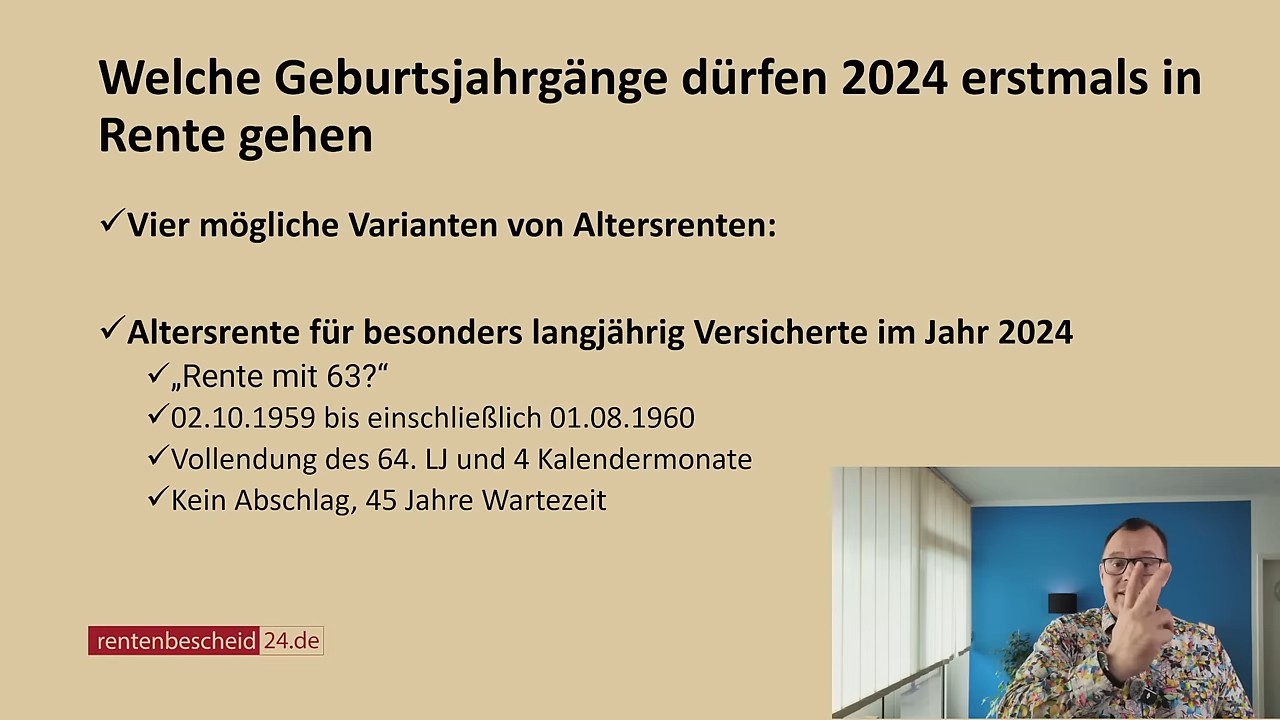 Welche Geburtsjahrgänge dürfen 2024 erstmals in
Rente gehen
✓Vier mögliche Varianten von Altersrenten:
✓Altersrente für besonders langjährig Versicherte im Jahr 2024
✓„Rente mit 63?“
✓02.10.1959 bis einschließlich 01.08.1960
✓Vollendung des 64. LJ und 4 Kalendermonate
✓Kein Abschlag, 45 Jahre Wartezeit
rentenbescheid 24.de